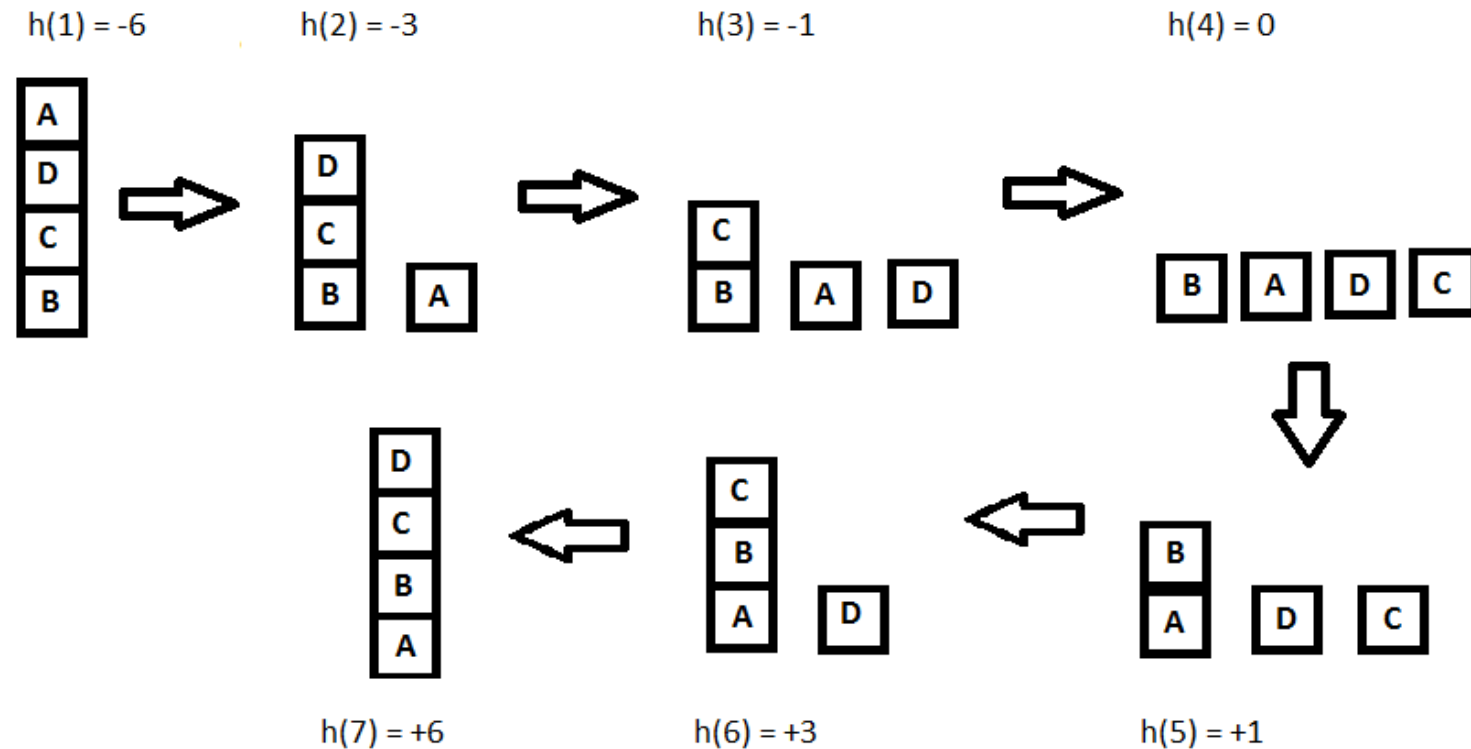 h(1) = -6
h(2) = -3
h(3) = -1
h(4) = 0
A
D
C
B
D
C
B
A
C
B
A
D
B
A
D
C
D
C
B
A
C
B
A
D
B
A
D
C
h(7) = +6
h(6) = +3
h(5) = +1